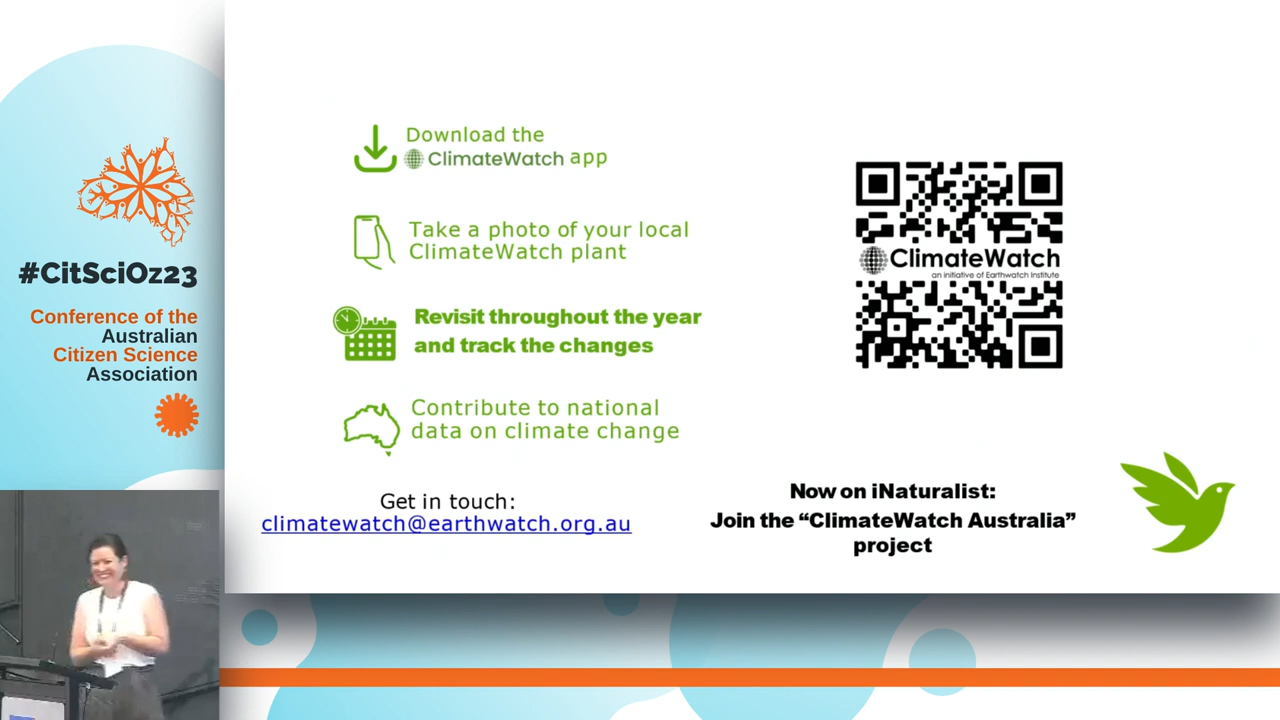 #CitSciOz23
Conference of the
Australian
Citizen Science
Association
Download the
ClimateWatch app
Take a photo of your local
ClimateWatch plant
Revisit throughout the year
and track the changes
Contribute to national
data on climate change
Get in touch:
climatewatch@earthwatch.org.au
ClimateWatch
an initiative of Earthwatch Institute
Now on iNaturalist:
Join the “ClimateWatch Australia”
project